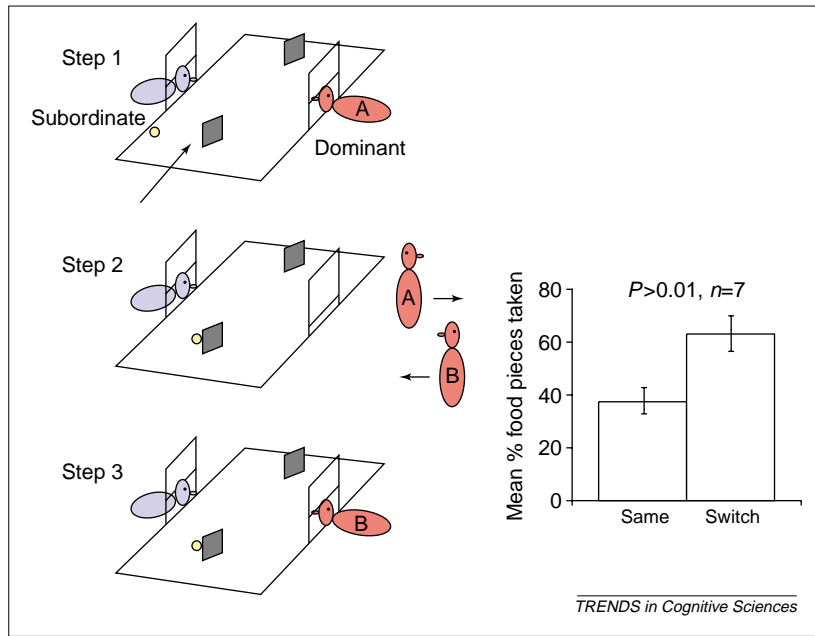 Step 1
Subordinate
A
Dominant
Step 2
A
B
Step 3
B
P>0.01, n=7
Mean % food pieces taken
80
60
40
20
0
Same
Switch
TRENDS in Cognitive Sciences